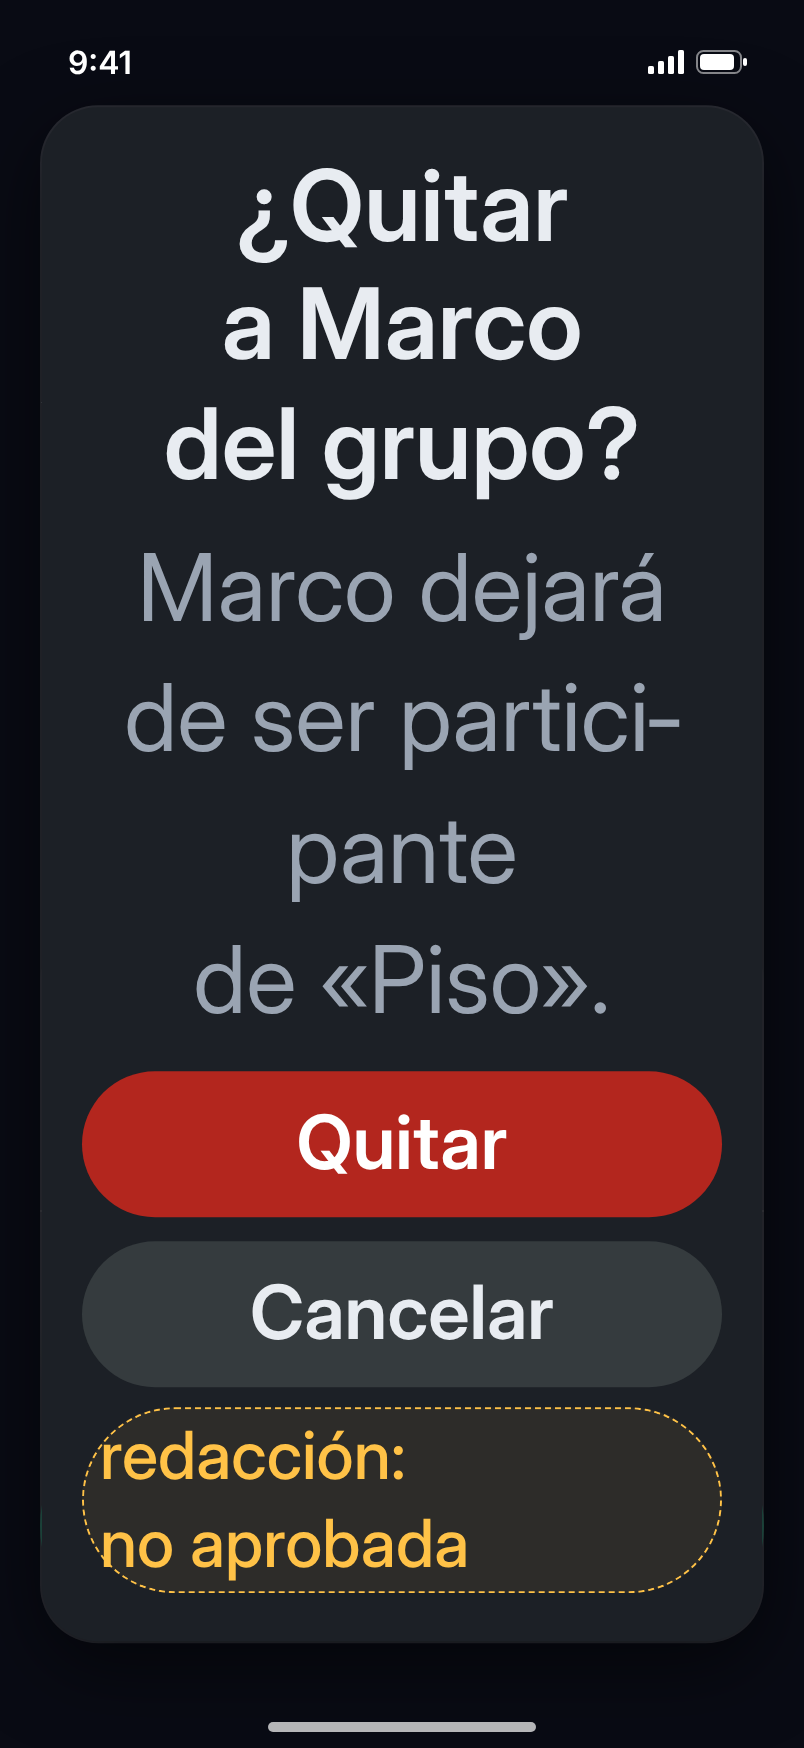 9:41
¿Quitar
a Marco
del grupo?
Marco dejará
de ser partici-
pante
de «Piso».
Quitar
Cancelar
redacción:
no aprobada